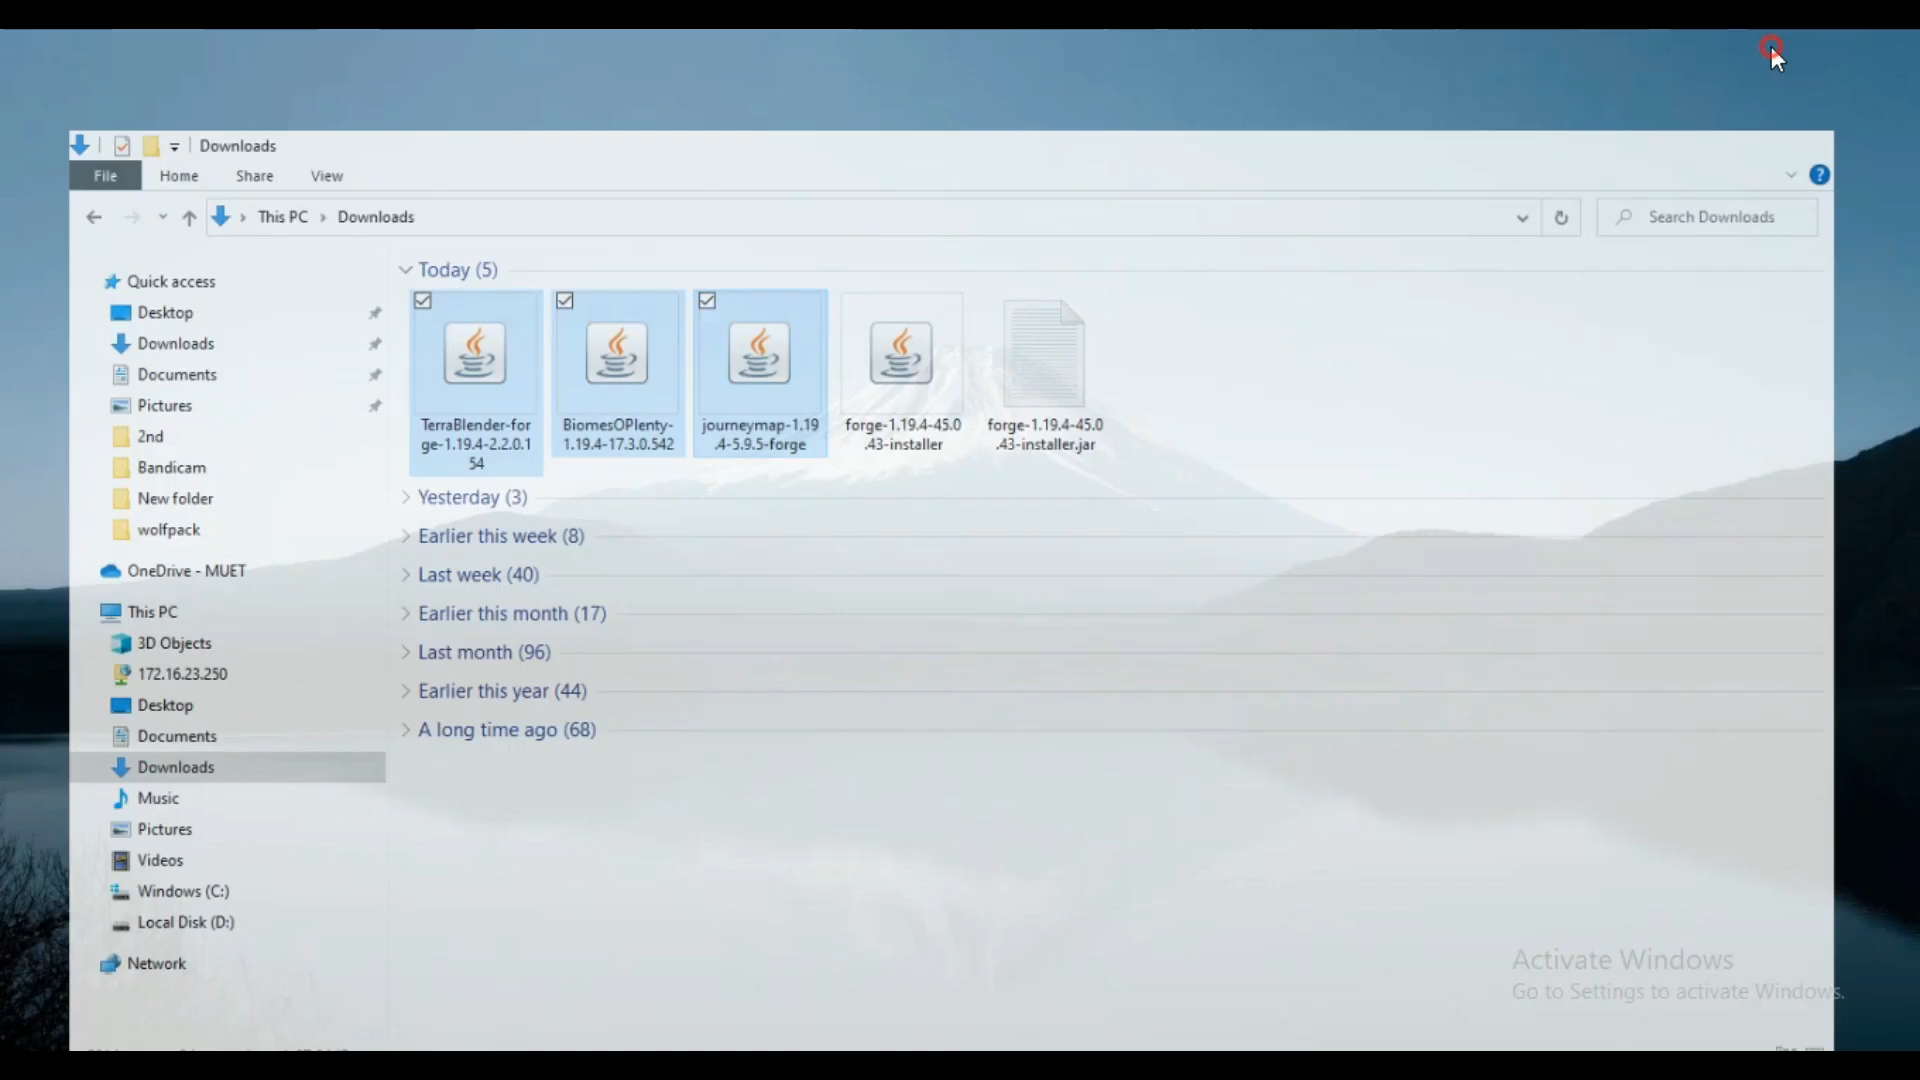 Downloads
File Home Share View
This PC Downloads
Search Downloads
Quick access
Desktop
Downloads
Documents
Pictures
2nd
Bandicam
New folder
wolfpack
OneDrive - MUET
This PC
3D Objects
172.16.23.250
Desktop
Documents
Downloads
Music
Pictures
Videos
Windows (C:)
Local Disk (D:)
Network
Today (5)
TerraBlender-for
ge-1.19.4-2.2.0.1
54
BiomesOPlenty-
1.19.4-17.3.0.542
journeymap-1.19
.4-5.9.5-forge
forge-1.19.4-45.0
.43-installer
forge-1.19.4-45.0
.43-installer.jar
Yesterday (3)
Earlier this week (8)
Last week (40)
Earlier this month (17)
Last month (96)
Earlier this year (44)
A long time ago (68)
Activate Windows
Go to Settings to activate Windows.